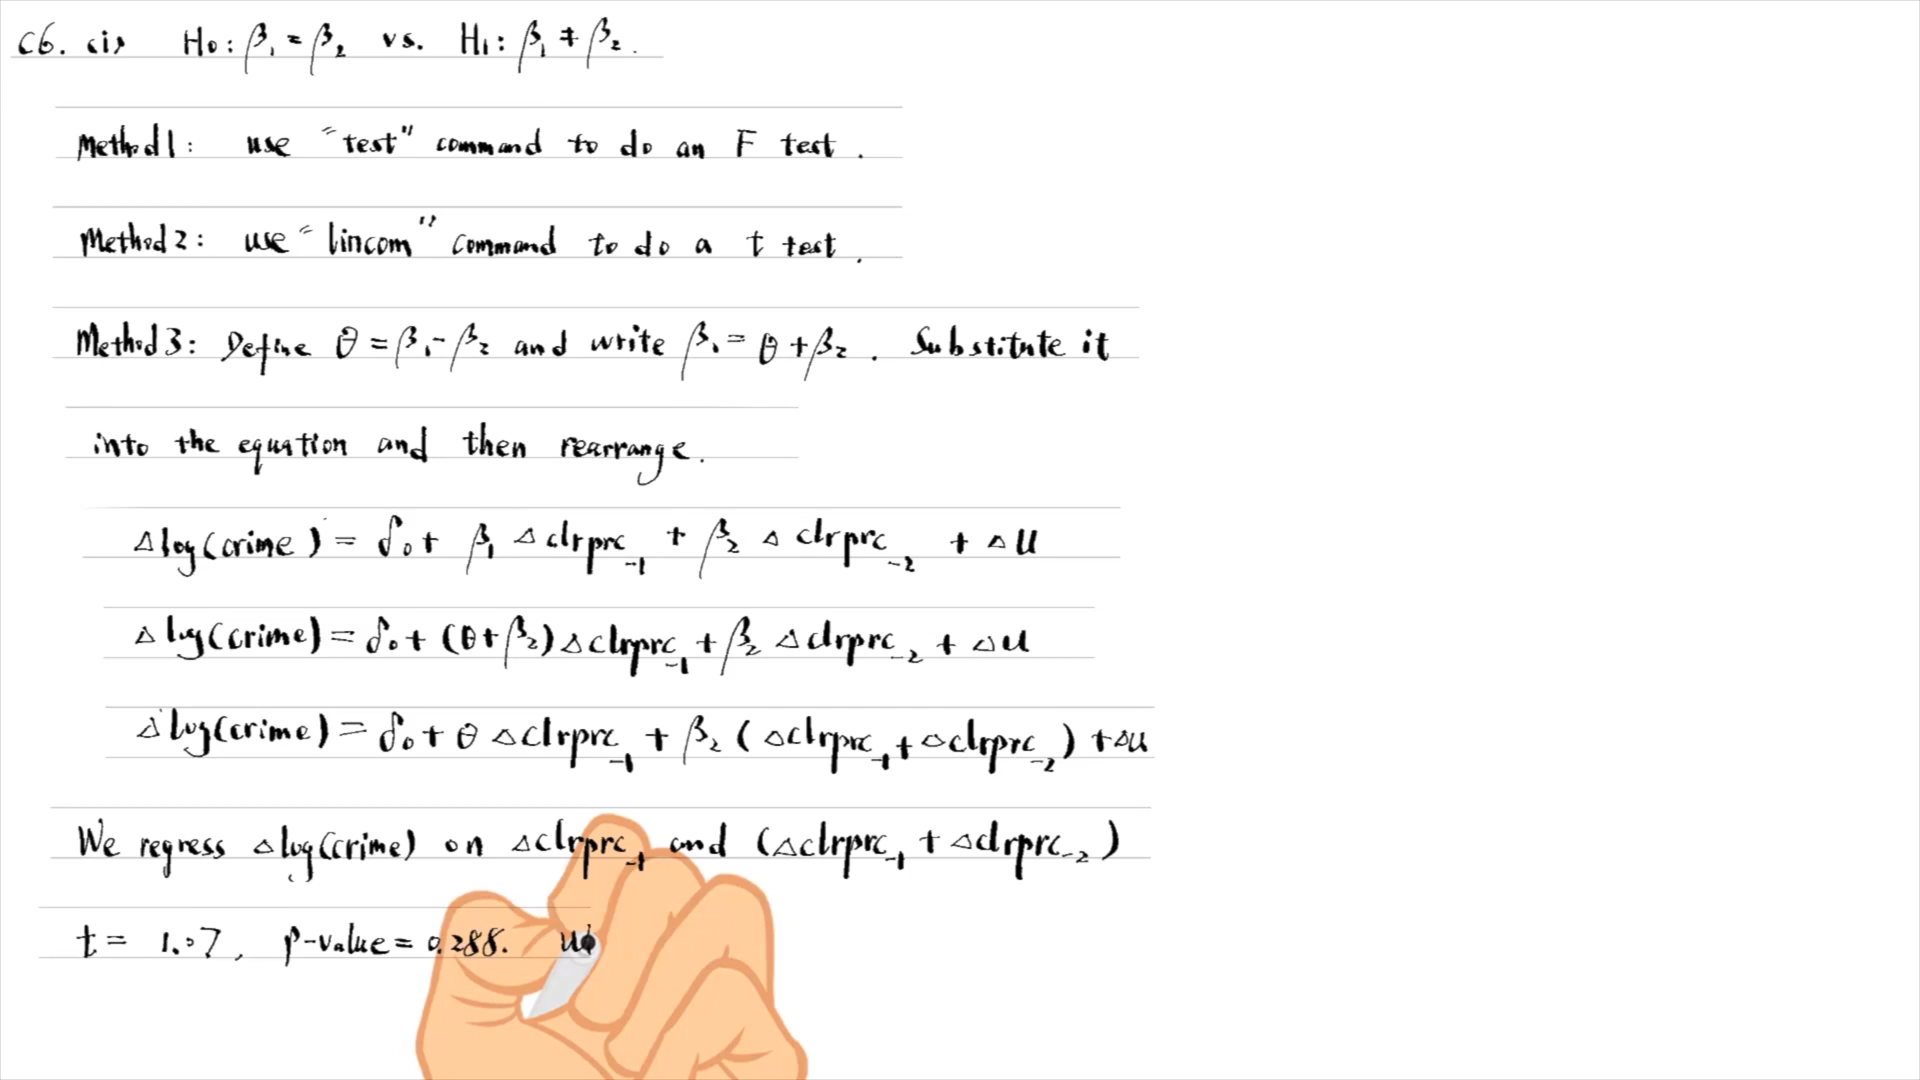 C6. (i) H₀: β₁ = β₂ vs. H₁: β₁ ≠ β₂.
Method 1: use "test" command to do an F test.
Method 2: use "lincom" command to do a t test.
Method 3: Define θ = β₁ - β₂ and write β₁ = θ + β₂. Substitute it
into the equation and then rearrange.
Δlog(crime) = δ₀ + β₁ Δclrprc₋₁ + β₂ Δclrprc₋₂ + Δu
Δlog(crime) = δ₀ + (θ+β₂)Δclrprc₋₁ + β₂ Δclrprc₋₂ + Δu
Δlog(crime) = δ₀ + θ Δclrprc₋₁ + β₂ (Δclrprc₋₁ + Δclrprc₋₂) + Δu
We regress Δlog(crime) on Δclrprc₋₁ and (Δclrprc₋₁ + Δclrprc₋₂)
t = 1.07, p-value = 0.288.